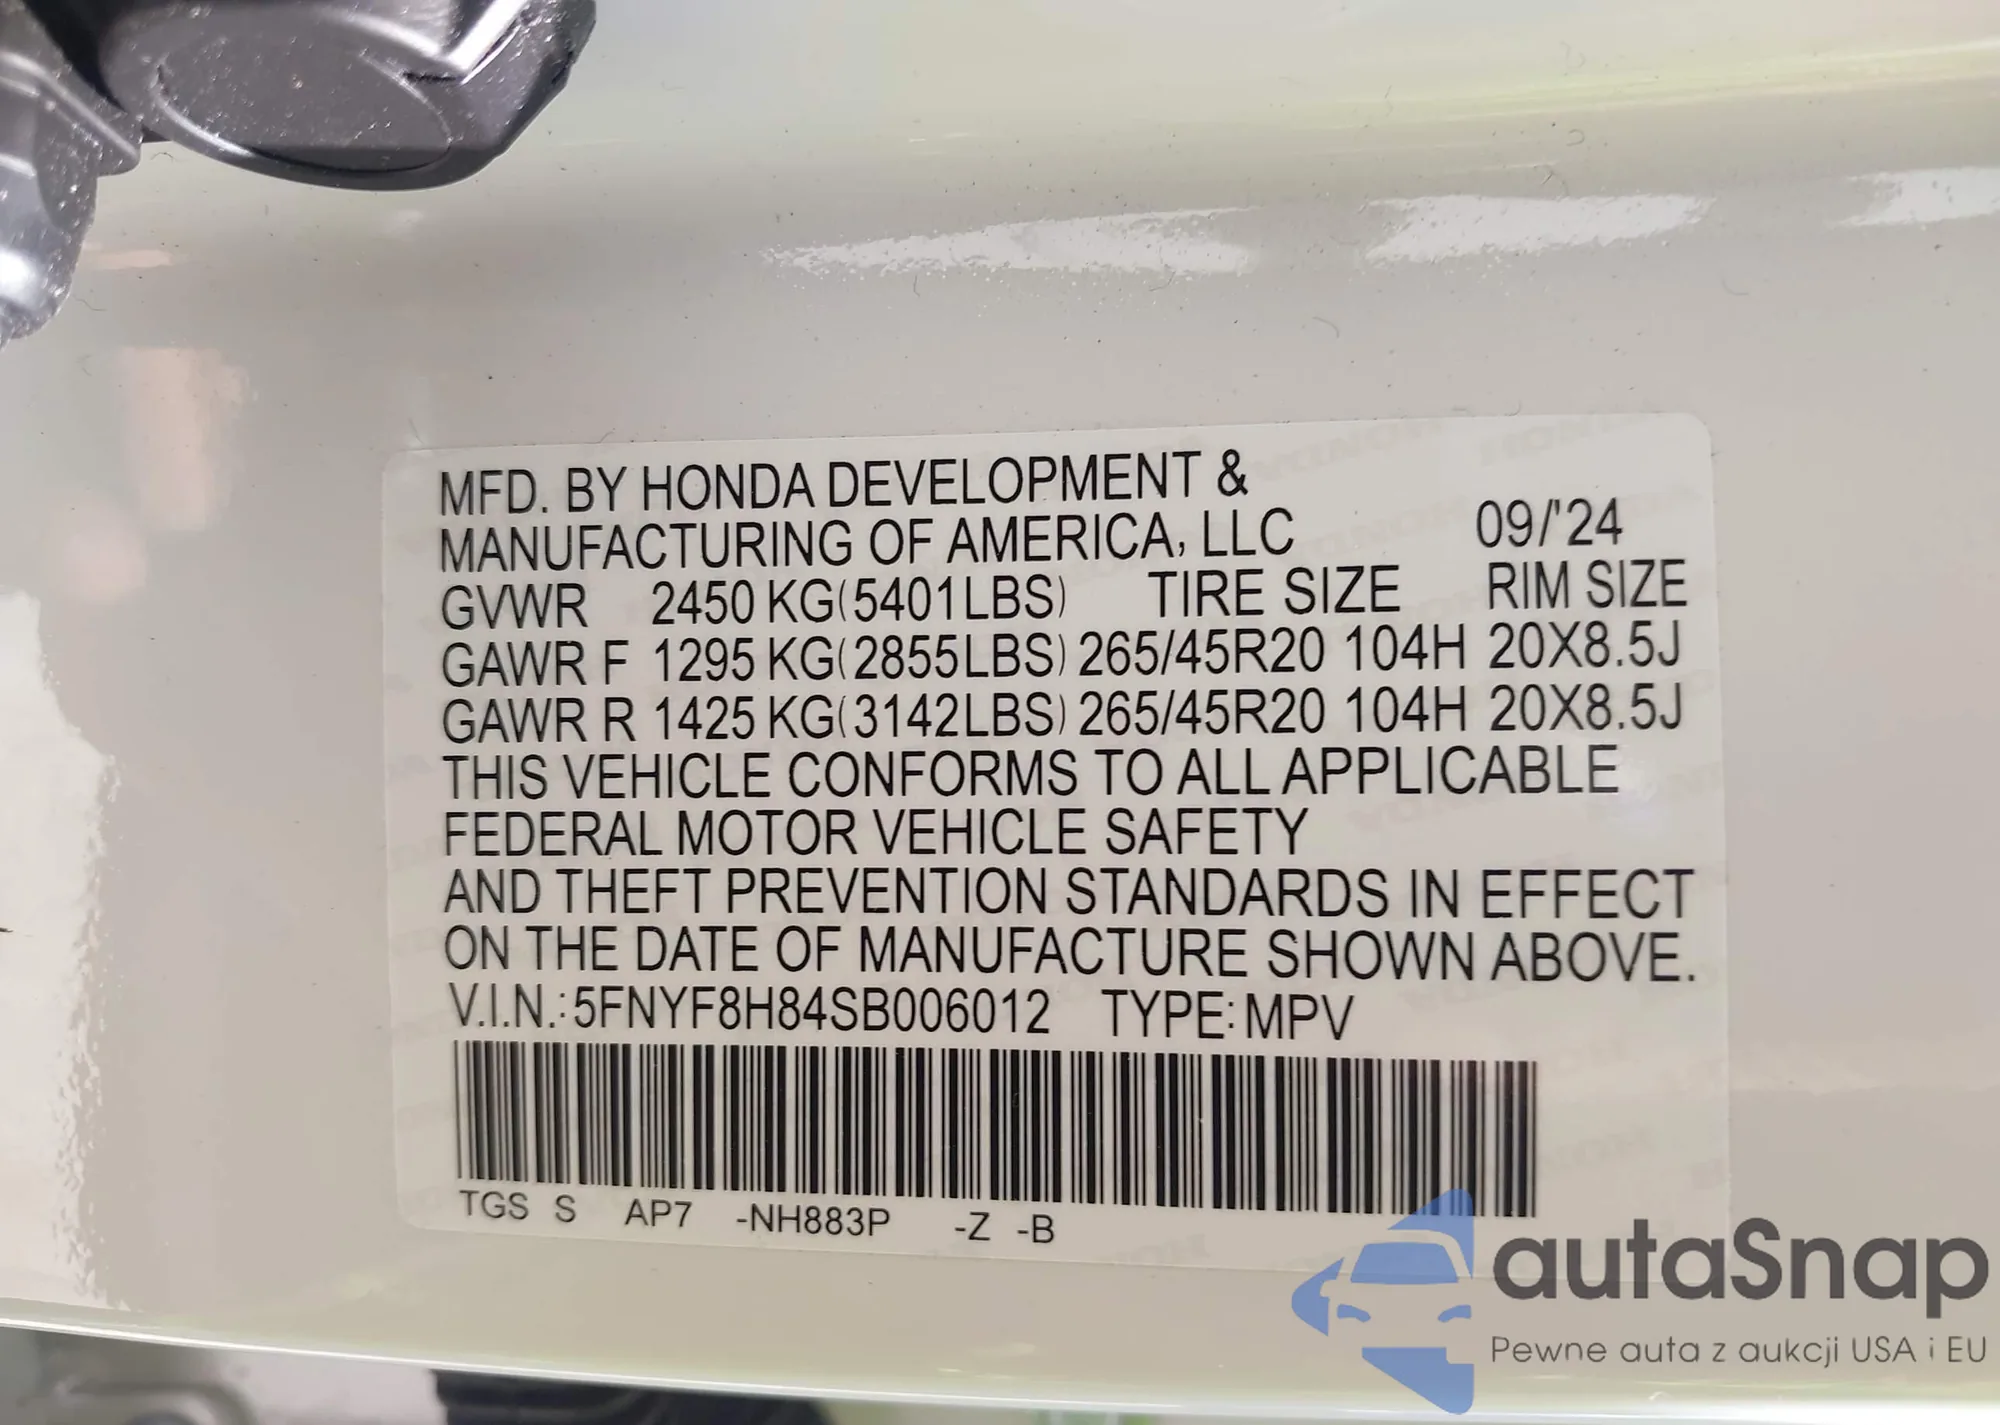 MFD. BY HONDA DEVELOPMENT &
MANUFACTURING OF AMERICA, LLC 09/'24
GVWR 2450 KG(5401LBS) TIRE SIZE RIM SIZE
GAWR F 1295 KG(2855LBS) 265/45R20 104H 20X8.5J
GAWR R 1425 KG(3142LBS) 265/45R20 104H 20X8.5J
THIS VEHICLE CONFORMS TO ALL APPLICABLE
FEDERAL MOTOR VEHICLE SAFETY
AND THEFT PREVENTION STANDARDS IN EFFECT
ON THE DATE OF MANUFACTURE SHOWN ABOVE.
V.I.N.: 5FNYF8H84SB006012 TYPE: MPV
TGS S AP7 -NH883P -Z -B
autaSnap
Pewne auta z aukcji USA i EU